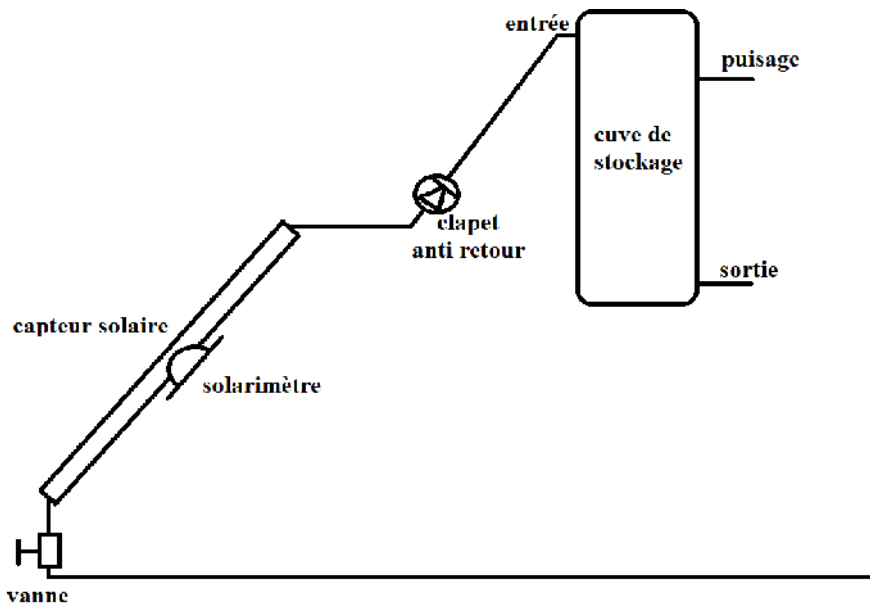 entrée
puisage
cuve de
stockage
clapet
anti retour
sortie
capteur solaire
solarimètre
vanne